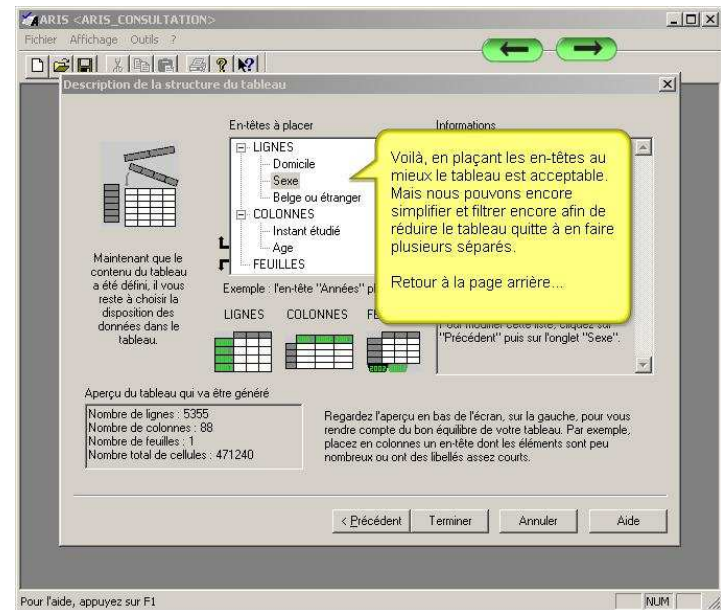 ARIS <ARIS_CONSULTATION>
Fichier Affichage Outils ?
Description de la structure du tableau
En-têtes à placer
Informations
LIGNES
Domicile
Sexe
Belge ou étranger
COLONNES
Instant étudié
Age
FEUILLES
Voilà, en plaçant les en-têtes au
mieux le tableau est acceptable.
Mais nous pouvons encore
simplifier et filtrer encore afin de
réduire le tableau quitte à en faire
plusieurs séparés.
Retour à la page arrière...
Maintenant que le
contenu du tableau
a été défini, il vous
reste à choisir la
disposition des
données dans le
tableau.
Exemple : l'en-tête "Années"
LIGNES COLONNES
Pour modifier cette liste, cliquez sur
"Précédent" puis sur l'onglet "Sexe".
Aperçu du tableau qui va être généré
Nombre de lignes : 5355
Nombre de colonnes : 88
Nombre de feuilles : 1
Nombre total de cellules : 471240
Regardez l'aperçu en bas de l'écran, sur la gauche, pour vous
rendre compte du bon équilibre de votre tableau. Par exemple,
placez en colonnes un en-tête dont les éléments sont peu
nombreux ou ont des libellés assez courts.
< Précédent Terminer Annuler Aide
Pour l'aide, appuyez sur F1
NUM